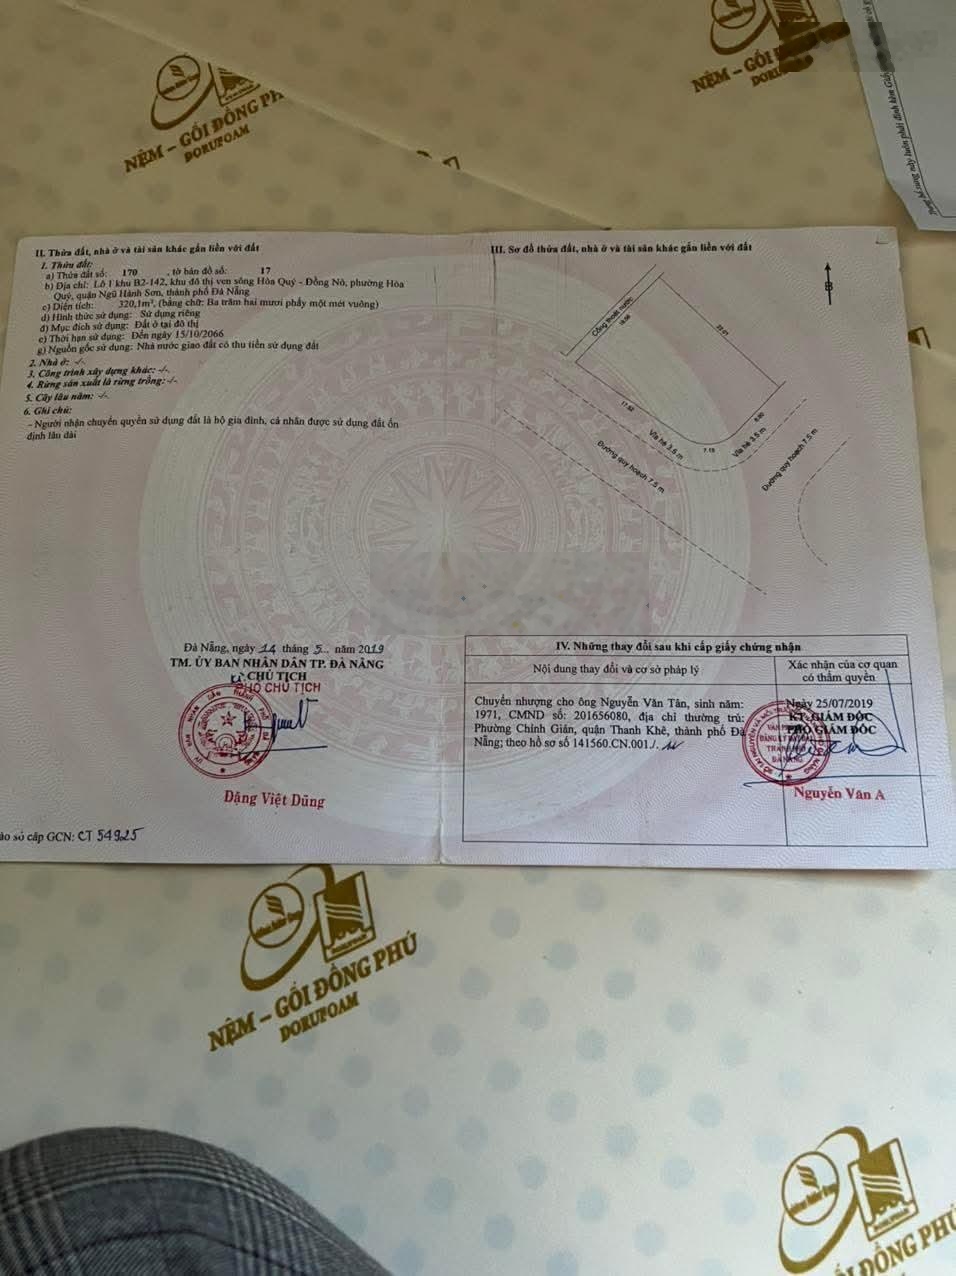 NỆM – GỐI ĐỒNG PH
DORUFOAM
NỆM – GỐI
DORUF
II. Thửa đất, nhà ở và tài sản khác gắn liền với đất
1. Thửa đất:
a) Thửa đất số: 170 , tờ bản đồ số: 17
b) Địa chỉ: Lô 1 khu B2-142, khu đô thị ven sông Hòa Quý - Đồng Nò, phường Hòa
Quý, quận Ngũ Hành Sơn, thành phố Đà Nẵng
c) Diện tích: 320,1m², (bằng chữ: Ba trăm hai mươi phẩy một mét vuông)
d) Hình thức sử dụng: Sử dụng riêng
đ) Mục đích sử dụng: Đất ở tại đô thị
e) Thời hạn sử dụng: Đến ngày 15/10/2066
g) Nguồn gốc sử dụng: Nhà nước giao đất có thu tiền sử dụng đất
2. Nhà ở: -/-
3. Công trình xây dựng khác: -/-
4. Rừng sản xuất là rừng trồng: -/-
5. Cây lâu năm: -/-
6. Ghi chú:
- Người nhận chuyển quyền sử dụng đất là hộ gia đình, cá nhân được sử dụng đất ổn
định lâu dài
III. Sơ đồ thửa đất, nhà ở và tài sản khác gắn liền với đất
B
Cống thoát nước
22.01
17.52
6.90
7.15
Vỉa hè 3.5 m
Vỉa hè 3.5 m
Đường quy hoạch 7.5 m
Đường quy hoạch 7.5 m
Đà Nẵng, ngày 14 tháng 5 năm 2019
TM. ỦY BAN NHÂN DÂN TP. ĐÀ NẴNG
CHỦ TỊCH
PHÓ CHỦ TỊCH
Đặng Việt Dũng
ào sổ cấp GCN: CT 54925
IV. Những thay đổi sau khi cấp giấy chứng nhận
Nội dung thay đổi và cơ sở pháp lý
Xác nhận của cơ quan
có thẩm quyền
Chuyển nhượng cho ông Nguyễn Văn Tân, sinh năm:
1971, CMND số: 201656080, địa chỉ thường trú:
Phường Chính Gián, quận Thanh Khê, thành phố Đà
Nẵng; theo hồ sơ số 141560.CN.001./.
Ngày 25/07/2019
KT GIÁM ĐỐC
PHÓ GIÁM ĐỐC
Nguyễn Văn A
NỆM – GỐI ĐỒNG PHÚ
DORUFOAM
ỐI ĐỒNG PHÚ
DORUFOAM